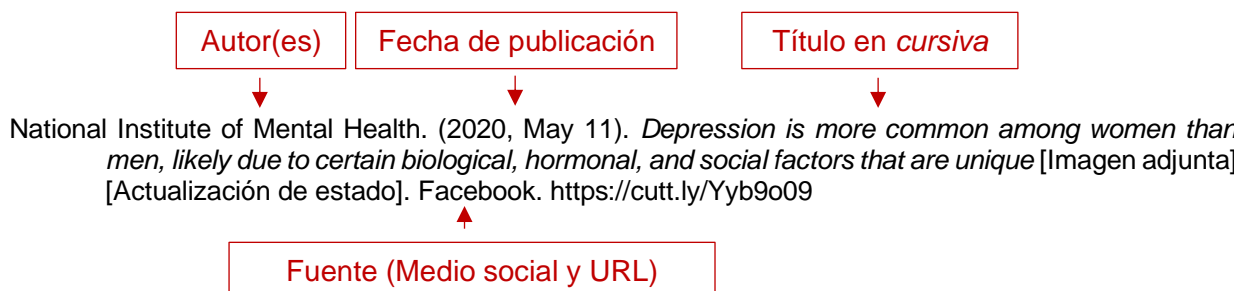 Autor(es) Fecha de publicación Título en cursiva
National Institute of Mental Health. (2020, May 11). Depression is more common among women than
men, likely due to certain biological, hormonal, and social factors that are unique [Imagen adjunta]
[Actualización de estado]. Facebook. https://cutt.ly/Yyb9o09
Fuente (Medio social y URL)